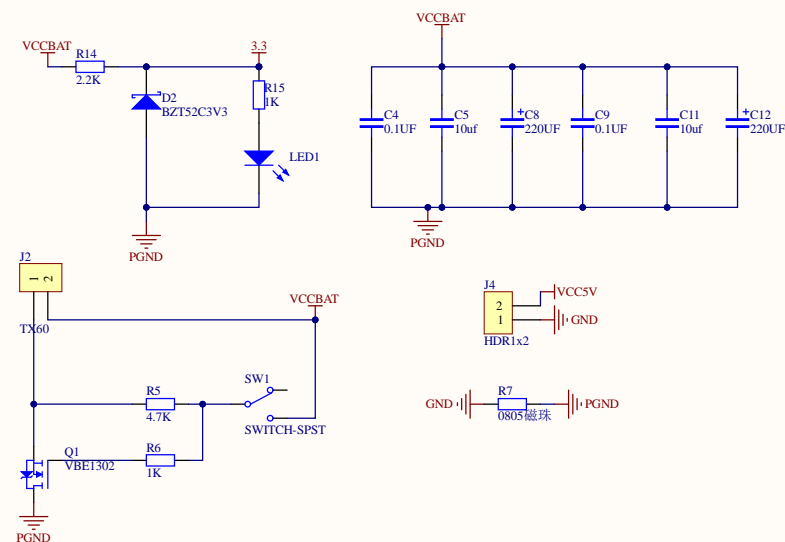 VCCBAT
R14
2.2K
3.3
D2
BZT52C3V3
R15
1K
LED1
PGND
VCCBAT
C4
0.1UF
C5
10uf
+
C8
220UF
C9
0.1UF
C11
10uf
+
C12
220UF
PGND
J2
1
2
TX60
VCCBAT
R5
4.7K
SW1
SWITCH-SPST
R6
1K
Q1
VBE1302
PGND
J4
2
1
HDR1x2
VCC5V
GND
GND
R7
0805磁珠
PGND